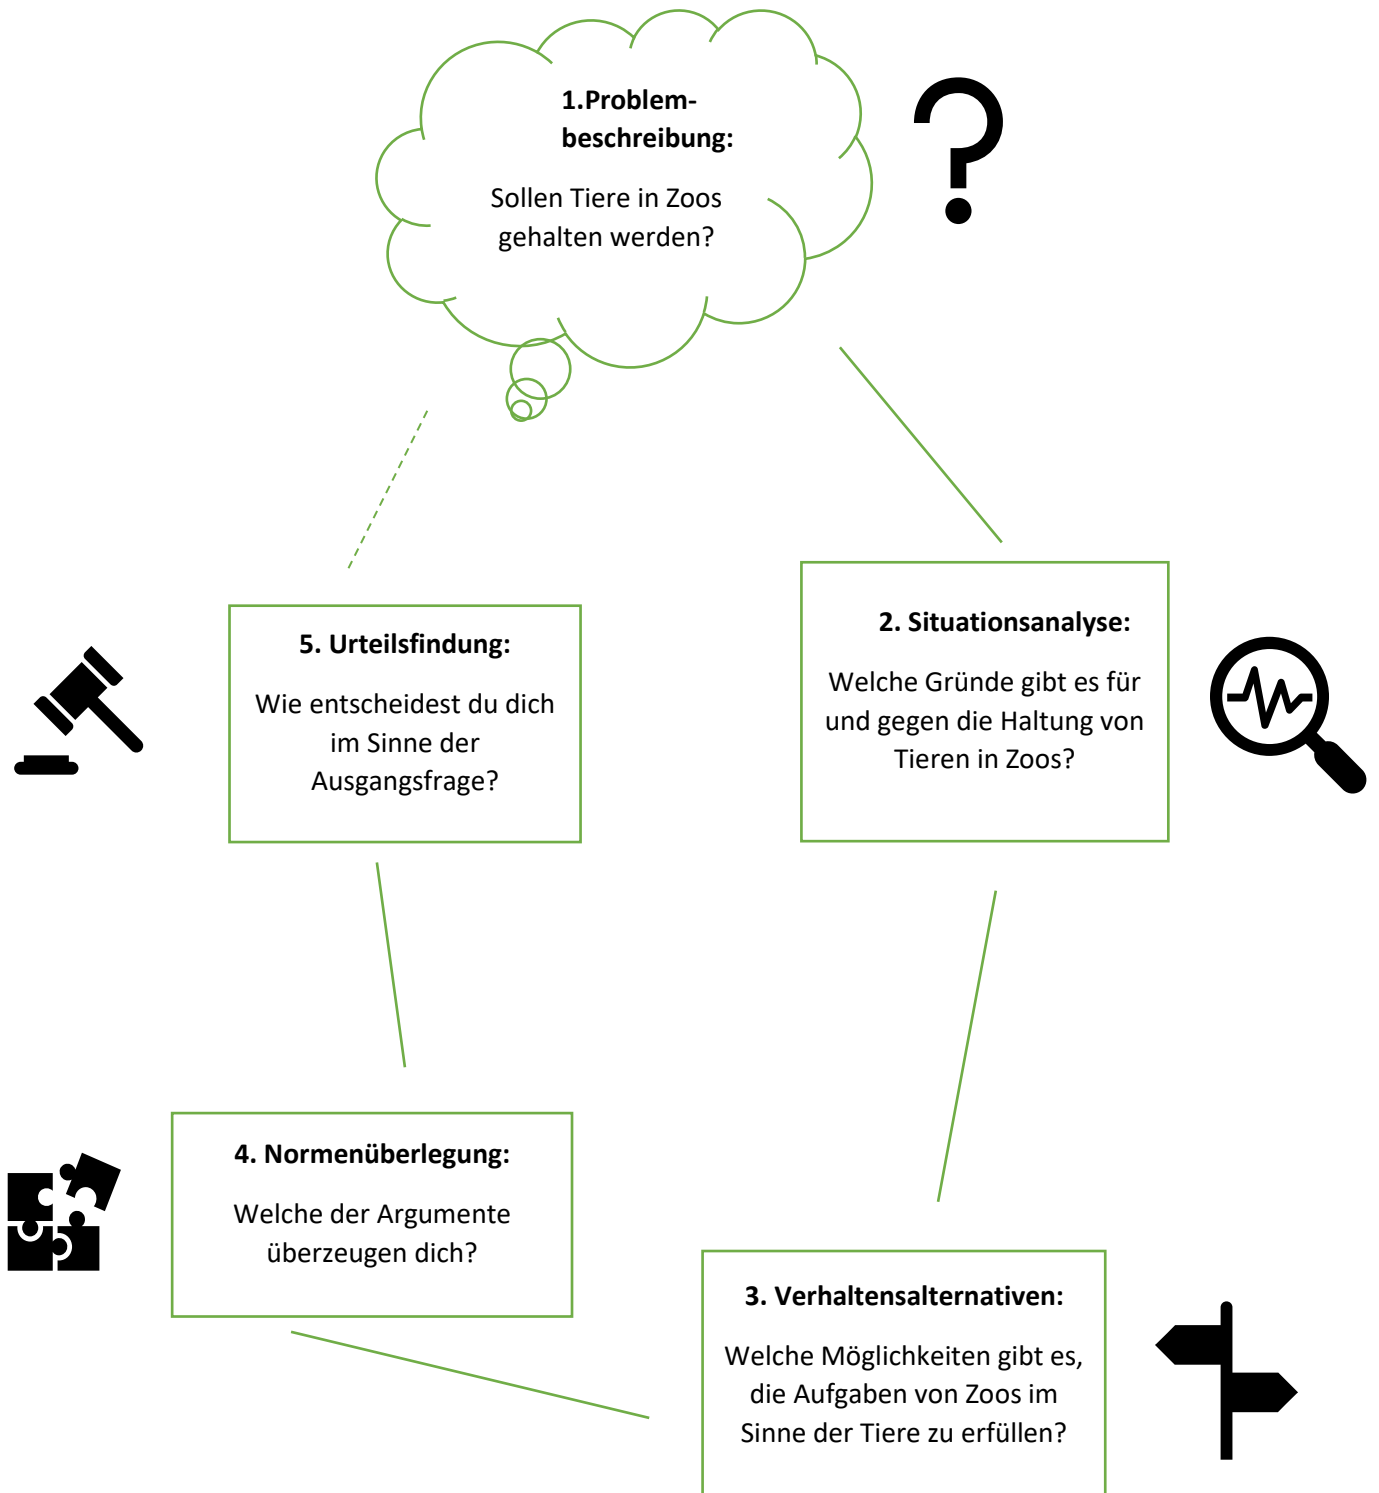 1.Problem-
beschreibung:
Sollen Tiere in Zoos
gehalten werden?
2. Situationsanalyse:
Welche Gründe gibt es für
und gegen die Haltung von
Tieren in Zoos?
3. Verhaltensalternativen:
Welche Möglichkeiten gibt es,
die Aufgaben von Zoos im
Sinne der Tiere zu erfüllen?
4. Normenüberlegung:
Welche der Argumente
überzeugen dich?
5. Urteilsfindung:
Wie entscheidest du dich
im Sinne der
Ausgangsfrage?